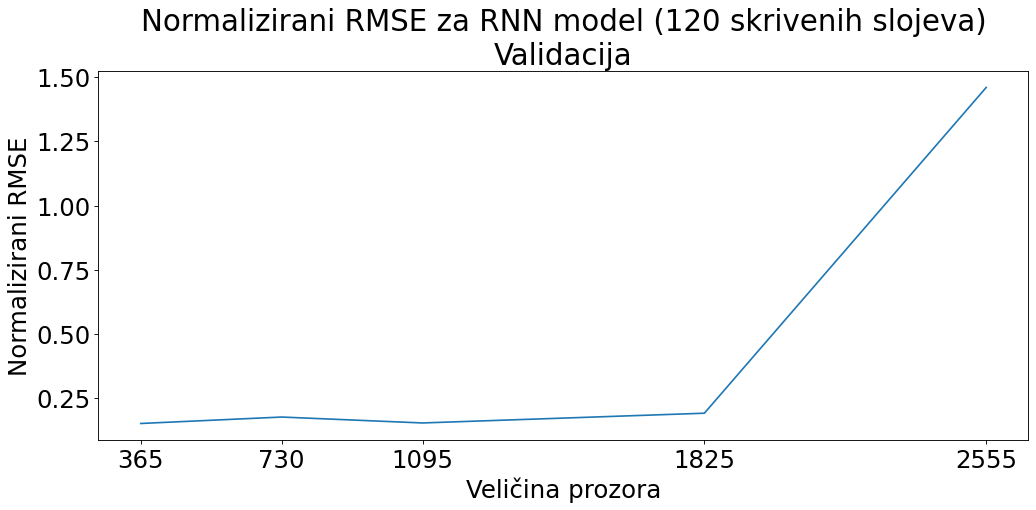 Normalizirani RMSE za RNN model (120 skrivenih slojeva)
Validacija
1.50
1.25
1.00
0.75
0.50
0.25
Normalizirani RMSE
365 730 1095 1825 2555
Veličina prozora